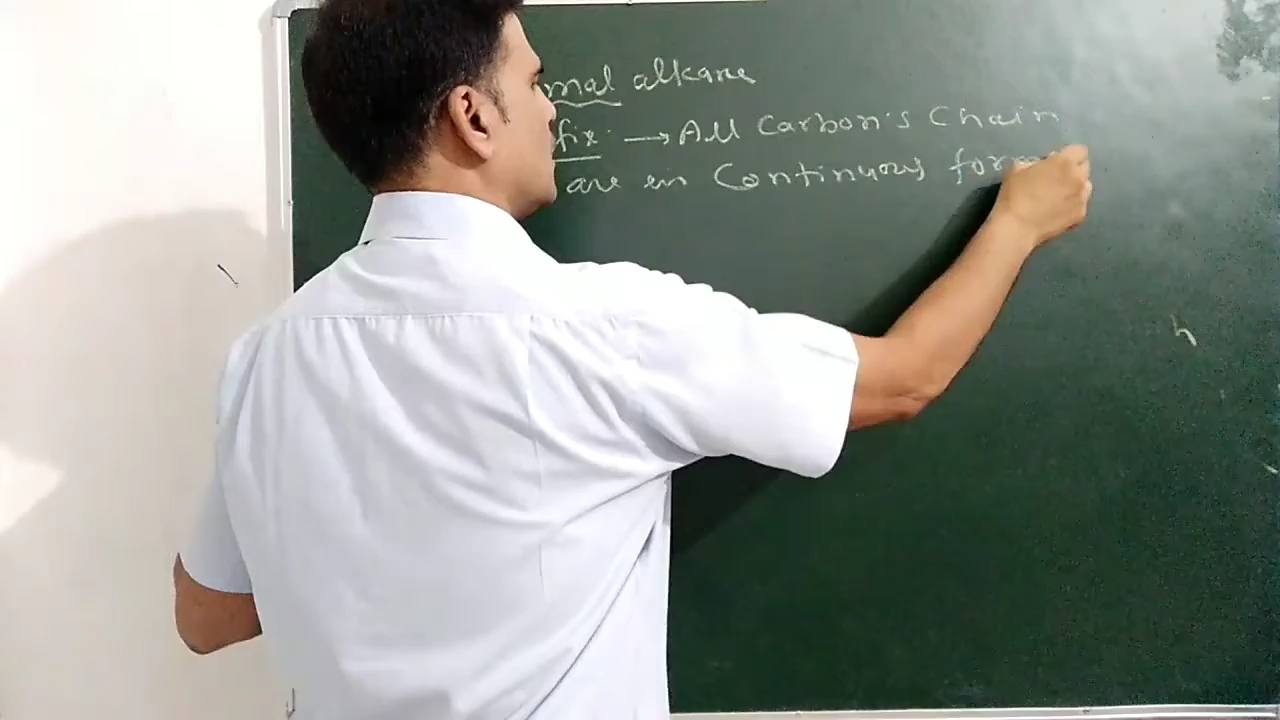 mal alkane
fix → All Carbon's Chain
are in Continuous form
h